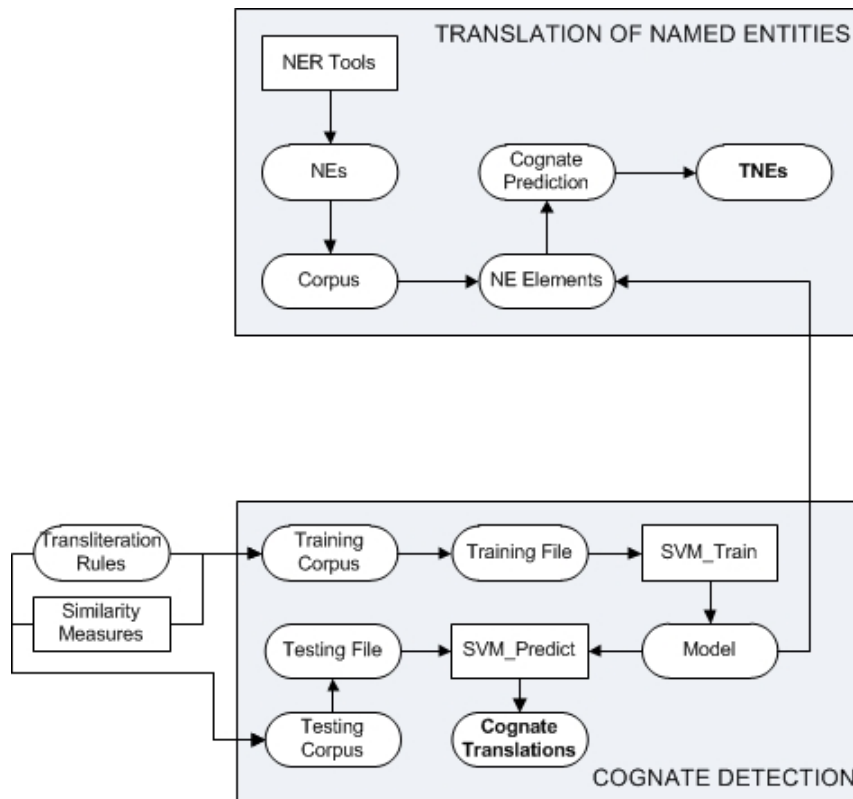 TRANSLATION OF NAMED ENTITIES
NER Tools
NEs
Cognate
Prediction
TNEs
Corpus
NE Elements
Transliteration
Rules
Training
Corpus
Training File
SVM_Train
Similarity
Measures
Testing File
SVM_Predict
Model
Testing
Corpus
Cognate
Translations
COGNATE DETECTION